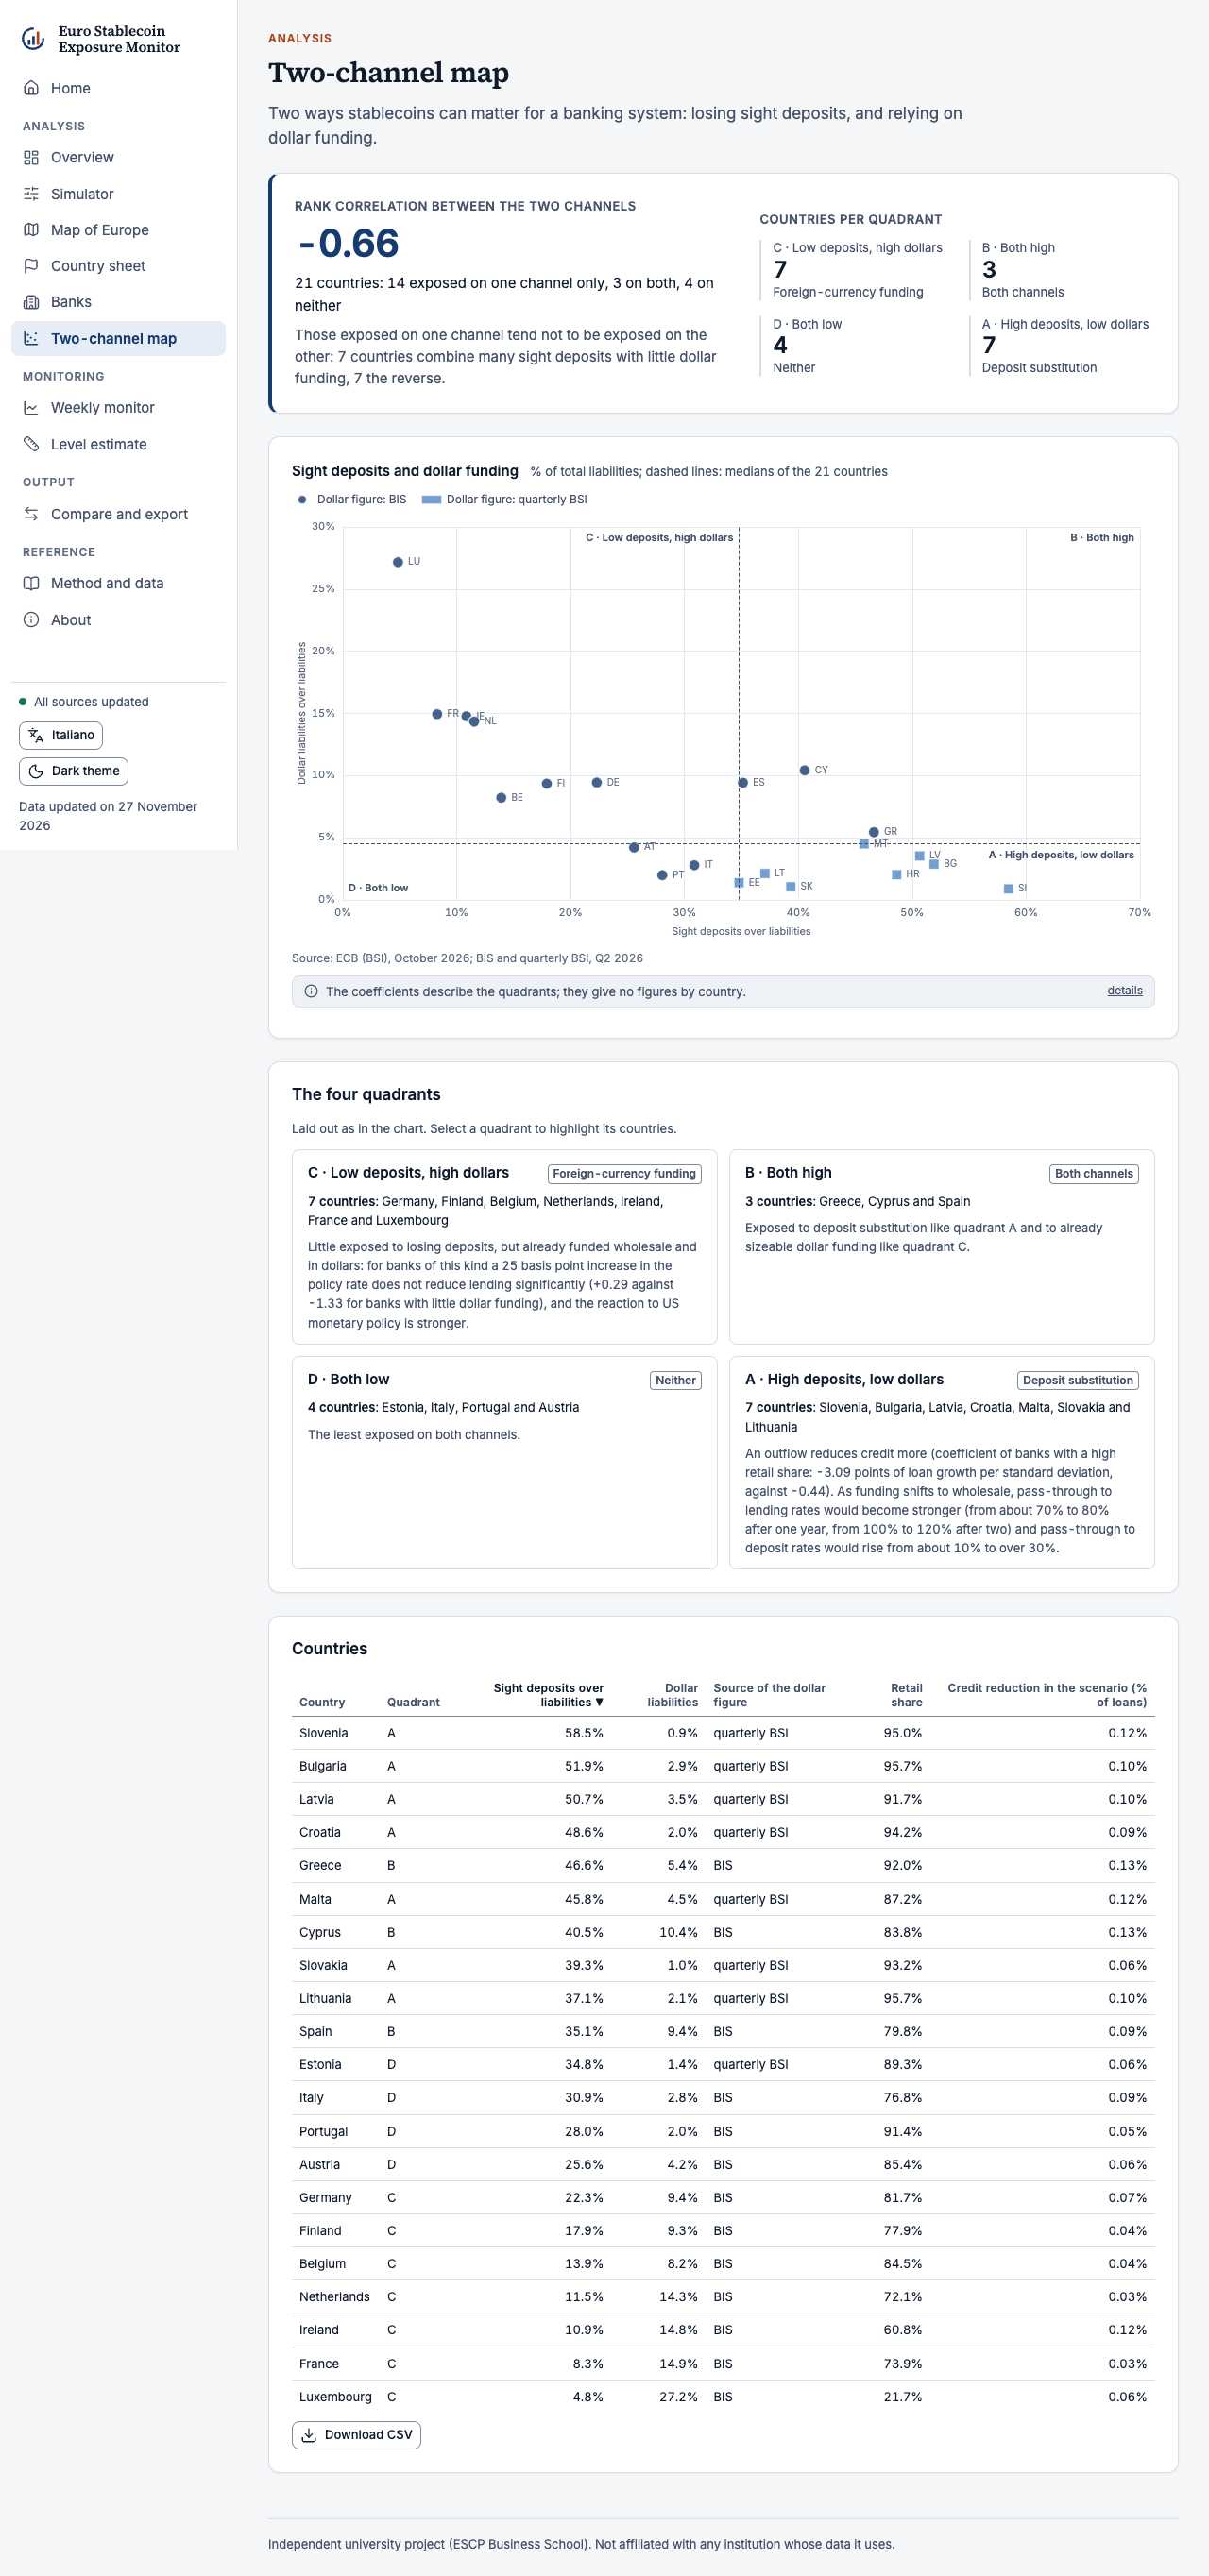 Euro Stablecoin
Exposure Monitor
Home
ANALYSIS
Overview
Simulator
Map of Europe
Country sheet
Banks
Two-channel map
MONITORING
Weekly monitor
Level estimate
OUTPUT
Compare and export
REFERENCE
Method and data
About
All sources updated
Italiano
Dark theme
Data updated on 27 November
2026
ANALYSIS
Two-channel map
Two ways stablecoins can matter for a banking system: losing sight deposits, and relying on
dollar funding.
RANK CORRELATION BETWEEN THE TWO CHANNELS
-0.66
21 countries: 14 exposed on one channel only, 3 on both, 4 on
neither
Those exposed on one channel tend not to be exposed on the
other: 7 countries combine many sight deposits with little dollar
funding, 7 the reverse.
COUNTRIES PER QUADRANT
C · Low deposits, high dollars
7
Foreign-currency funding
B · Both high
3
Both channels
D · Both low
4
Neither
A · High deposits, low dollars
7
Deposit substitution
Sight deposits and dollar funding % of total liabilities; dashed lines: medians of the 21 countries
Dollar figure: BIS Dollar figure: quarterly BSI
30%
25%
20%
15%
10%
5%
0%
Dollar liabilities over liabilities
C · Low deposits, high dollars
B · Both high
LU
FR
IE
NL
BE
FI
DE
ES
CY
GR
MT
AT
IT
PT
EE
LT
SK
HR
LV
BG
SI
A · High deposits, low dollars
D · Both low
0% 10% 20% 30% 40% 50% 60% 70%
Sight deposits over liabilities
Source: ECB (BSI), October 2026; BIS and quarterly BSI, Q2 2026
The coefficients describe the quadrants; they give no figures by country. details
The four quadrants
Laid out as in the chart. Select a quadrant to highlight its countries.
C · Low deposits, high dollars Foreign-currency funding
7 countries: Germany, Finland, Belgium, Netherlands, Ireland,
France and Luxembourg
Little exposed to losing deposits, but already funded wholesale and
in dollars: for banks of this kind a 25 basis point increase in the
policy rate does not reduce lending significantly (+0.29 against
-1.33 for banks with little dollar funding), and the reaction to US
monetary policy is stronger.
B · Both high Both channels
3 countries: Greece, Cyprus and Spain
Exposed to deposit substitution like quadrant A and to already
sizeable dollar funding like quadrant C.
D · Both low Neither
4 countries: Estonia, Italy, Portugal and Austria
The least exposed on both channels.
A · High deposits, low dollars Deposit substitution
7 countries: Slovenia, Bulgaria, Latvia, Croatia, Malta, Slovakia and
Lithuania
An outflow reduces credit more (coefficient of banks with a high
retail share: -3.09 points of loan growth per standard deviation,
against -0.44). As funding shifts to wholesale, pass-through to
lending rates would become stronger (from about 70% to 80%
after one year, from 100% to 120% after two) and pass-through to
deposit rates would rise from about 10% to over 30%.
Countries
Country Quadrant Sight deposits over liabilities ▼ Dollar liabilities Source of the dollar figure Retail share Credit reduction in the scenario (% of loans)
Slovenia A 58.5% 0.9% quarterly BSI 95.0% 0.12%
Bulgaria A 51.9% 2.9% quarterly BSI 95.7% 0.10%
Latvia A 50.7% 3.5% quarterly BSI 91.7% 0.10%
Croatia A 48.6% 2.0% quarterly BSI 94.2% 0.09%
Greece B 46.6% 5.4% BIS 92.0% 0.13%
Malta A 45.8% 4.5% quarterly BSI 87.2% 0.12%
Cyprus B 40.5% 10.4% BIS 83.8% 0.13%
Slovakia A 39.3% 1.0% quarterly BSI 93.2% 0.06%
Lithuania A 37.1% 2.1% quarterly BSI 95.7% 0.10%
Spain B 35.1% 9.4% BIS 79.8% 0.09%
Estonia D 34.8% 1.4% quarterly BSI 89.3% 0.06%
Italy D 30.9% 2.8% BIS 76.8% 0.09%
Portugal D 28.0% 2.0% BIS 91.4% 0.05%
Austria D 25.6% 4.2% BIS 85.4% 0.06%
Germany C 22.3% 9.4% BIS 81.7% 0.07%
Finland C 17.9% 9.3% BIS 77.9% 0.04%
Belgium C 13.9% 8.2% BIS 84.5% 0.04%
Netherlands C 11.5% 14.3% BIS 72.1% 0.03%
Ireland C 10.9% 14.8% BIS 60.8% 0.12%
France C 8.3% 14.9% BIS 73.9% 0.03%
Luxembourg C 4.8% 27.2% BIS 21.7% 0.06%
Download CSV
Independent university project (ESCP Business School). Not affiliated with any institution whose data it uses.